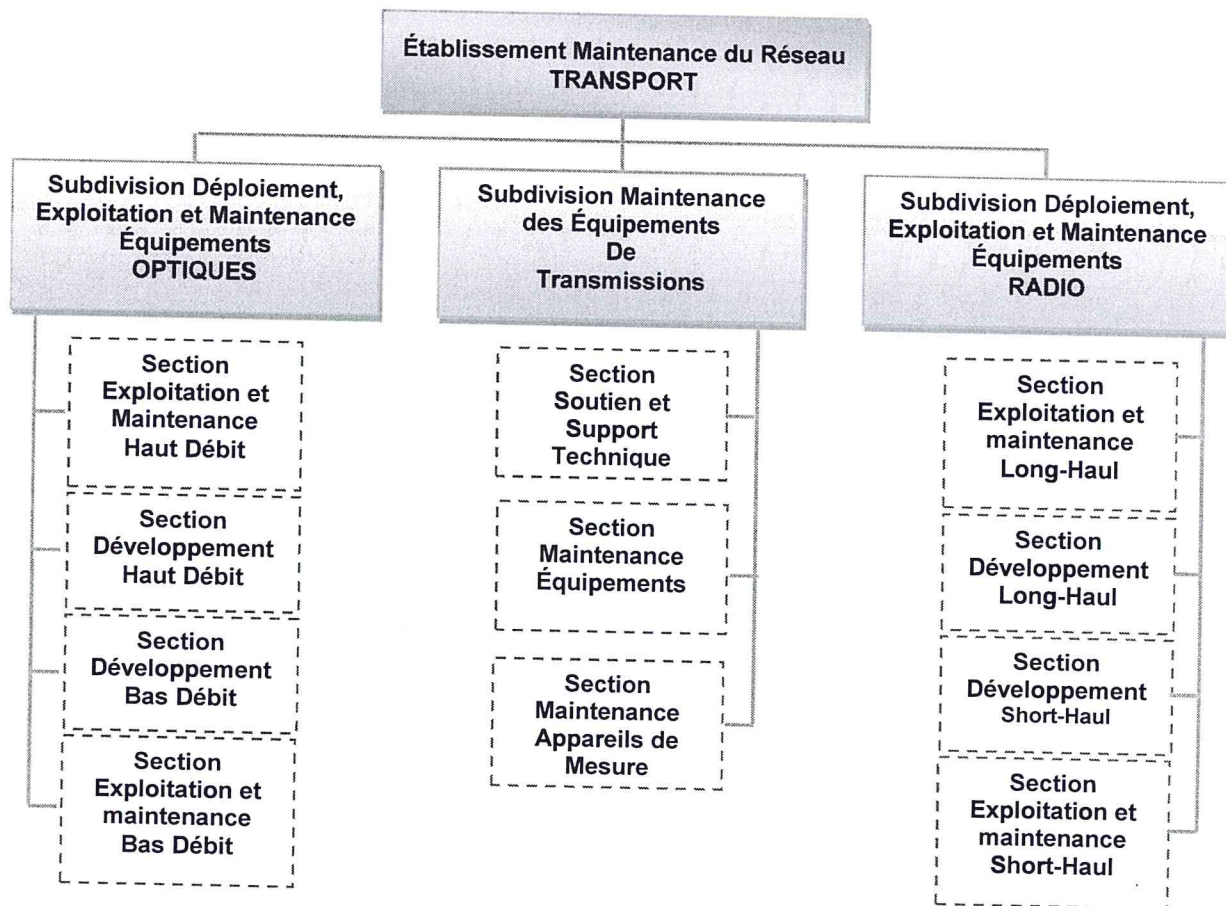 Établissement Maintenance du Réseau
TRANSPORT
Subdivision Déploiement,
Exploitation et Maintenance
Équipements
OPTIQUES
Section
Exploitation et
Maintenance
Haut Débit
Section
Développement
Haut Débit
Section
Développement
Bas Débit
Section
Exploitation et
maintenance
Bas Débit
Subdivision Maintenance
des Équipements
De
Transmissions
Section
Soutien et
Support
Technique
Section
Maintenance
Équipements
Section
Maintenance
Appareils de
Mesure
Subdivision Déploiement,
Exploitation et Maintenance
Équipements
RADIO
Section
Exploitation et
maintenance
Long-Haul
Section
Développement
Long-Haul
Section
Développement
Short-Haul
Section
Exploitation et
maintenance
Short-Haul